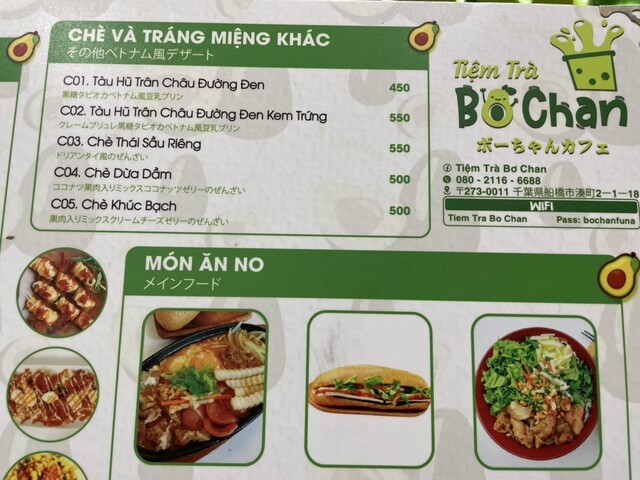 CHÈ VÀ TRÁNG MIỆNG KHÁC
その他ベトナム風デザート
C01. Tàu Hũ Trân Châu Đường Đen 450
黒糖タピオカベトナム風豆乳プリン
C02. Tàu Hũ Trân Châu Đường Đen Kem Trứng 550
クレームブリュレ黒糖タピオカベトナム風豆乳プリン
C03. Chè Thái Sầu Riêng 550
ドリアンタイ風のぜんざい
C04. Chè Dừa Dầm 500
ココナツ果肉入りミックスココナッツゼリーのぜんざい
C05. Chè Khúc Bạch 500
果肉入りミックスクリームチーズゼリーのぜんざい
Tiệm Trà
Bơ Chan
ボーちゃんカフェ
Tiệm Trà Bơ Chan
080 - 2116 - 6688
〒273-0011 千葉県船橋市湊町2-1-18
WIFI
Tiem Tra Bo Chan Pass: bochanfuna
MÓN ĂN NO
メインフード